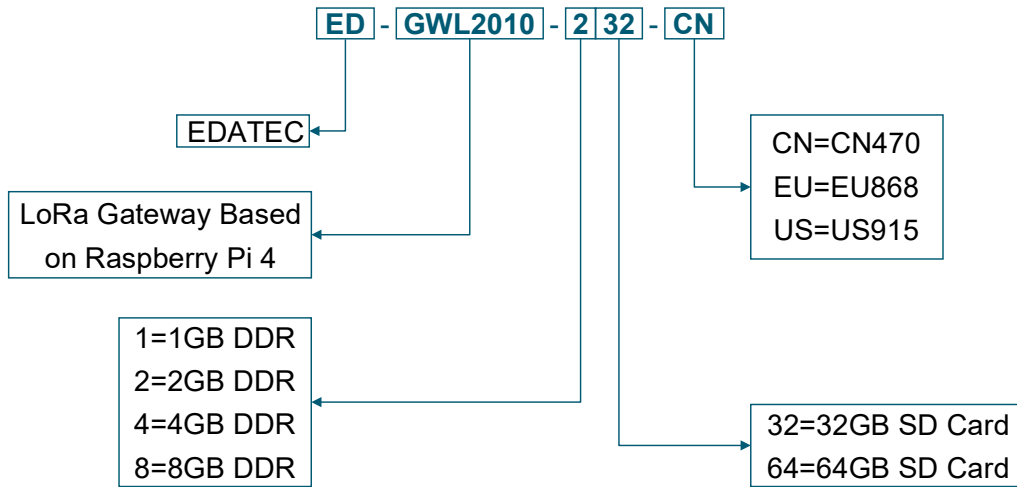 ED - GWL2010 - 2 32 - CN
EDATEC
CN=CN470
EU=EU868
US=US915
LoRa Gateway Based
on Raspberry Pi 4
1=1GB DDR
2=2GB DDR
4=4GB DDR
8=8GB DDR
32=32GB SD Card
64=64GB SD Card